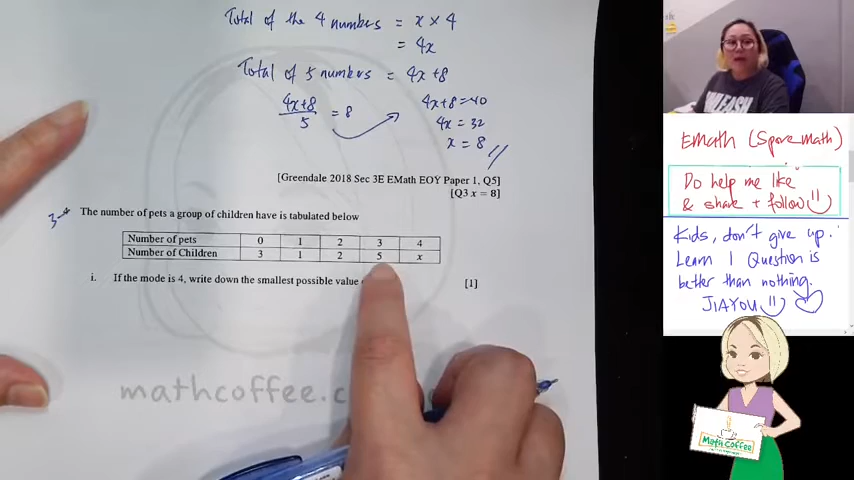 Total of the 4 numbers = x × 4
= 4x
Total of 5 numbers = 4x+8
4x+8 / 5 = 8
4x+8 = 40
4x = 32
x = 8 //
[Greendale 2018 Sec 3E EMath EOY Paper 1, Q5]
[Q3 x = 8]
The number of pets a group of children have is tabulated below
Number of pets 0 1 2 3 4
Number of Children 3 1 2 5 x
i. If the mode is 4, write down the smallest possible value [1]
mathcoffee.c
UNLEASH
EMath (Spore math)
Do help me like
& share + follow
Kids, don't give up.
Learn 1 Question is
better than nothing.
JIAYOU
Math Coffee